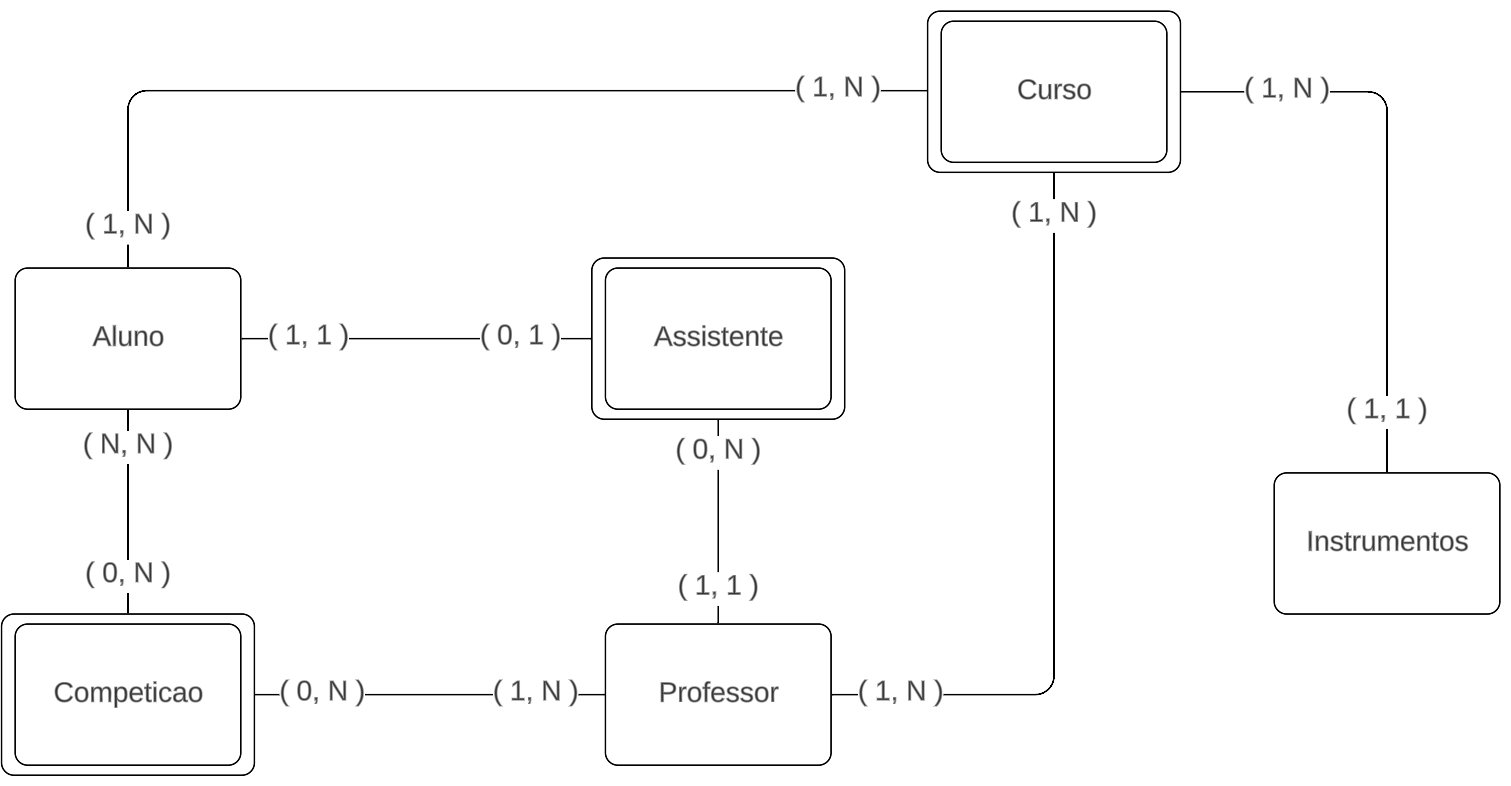 Curso
( 1, N )
( 1, N )
( 1, N )
( 1, N )
Aluno
( 1, 1 )
( 0, 1 )
Assistente
( N, N )
( 0, N )
( 1, 1 )
Instrumentos
( 0, N )
( 1, 1 )
Competicao
( 0, N )
( 1, N )
Professor
( 1, N )